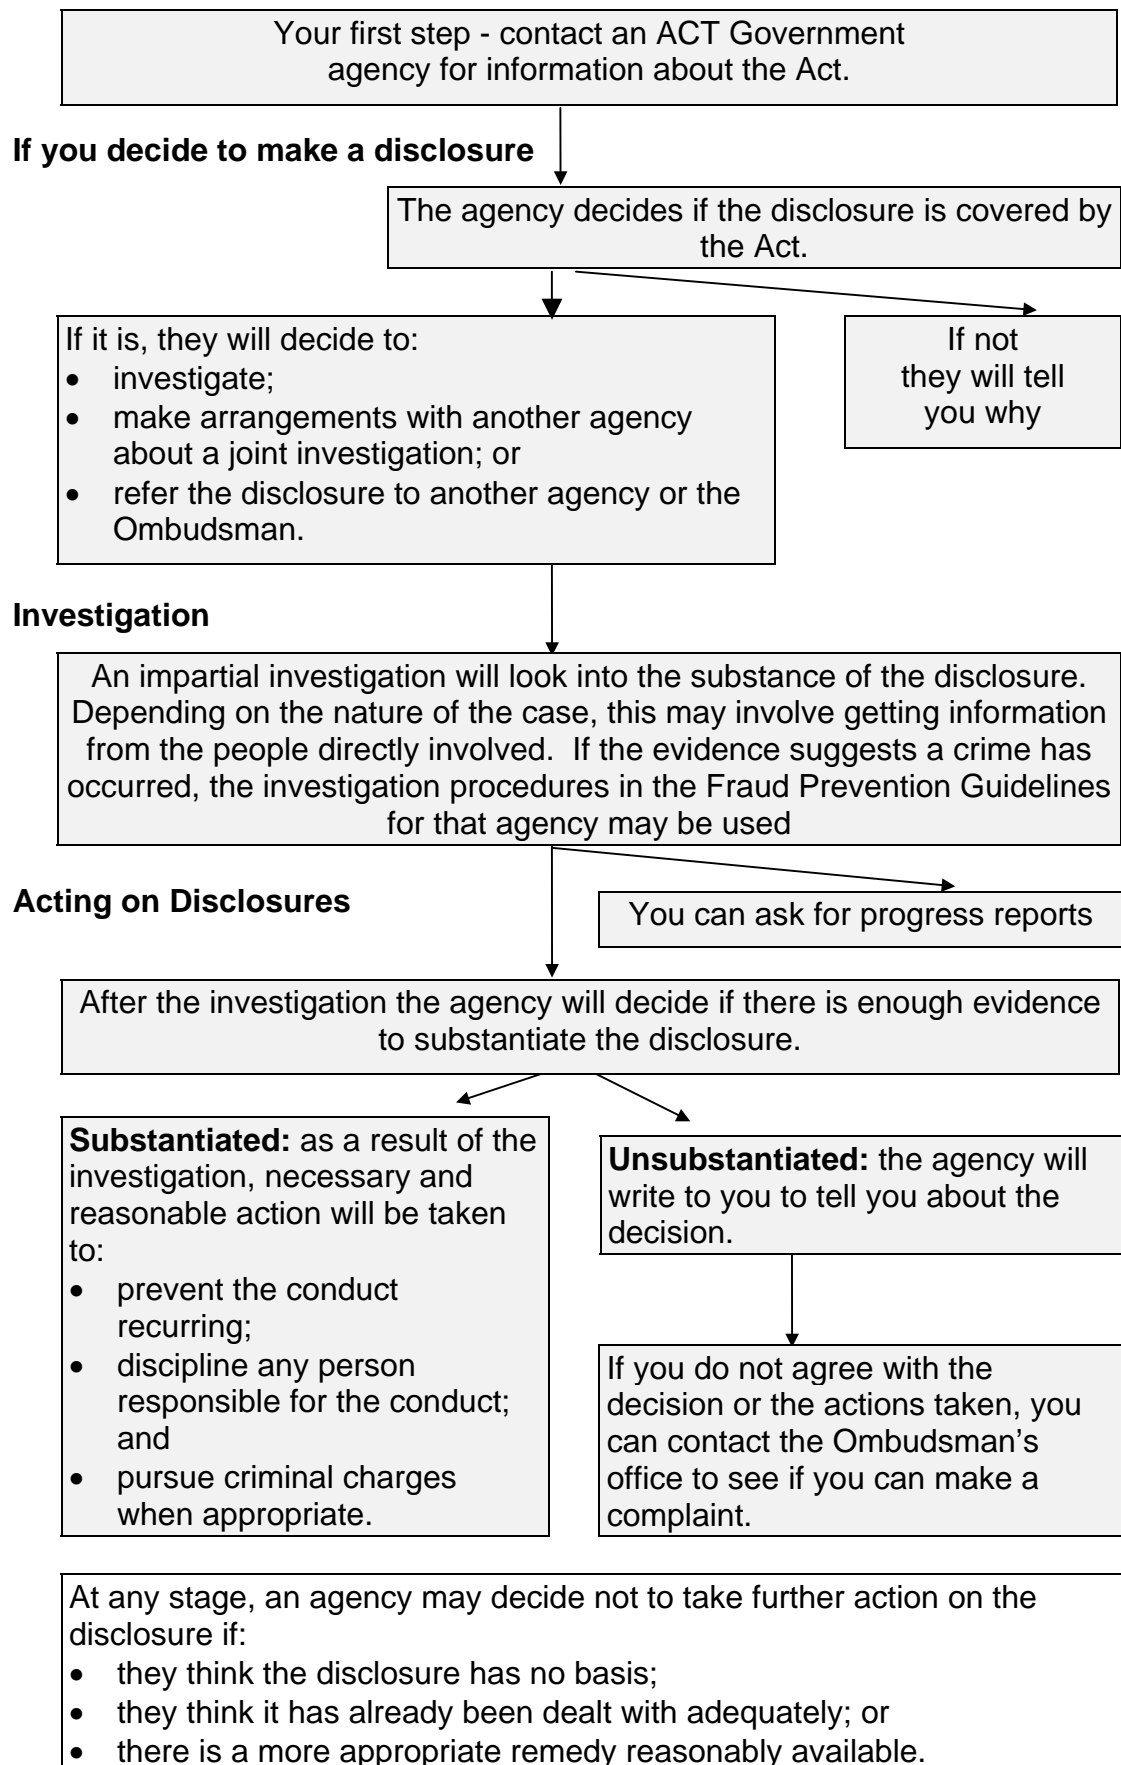 Your first step - contact an ACT Government
agency for information about the Act.
If you decide to make a disclosure
The agency decides if the disclosure is covered by
the Act.
If it is, they will decide to:
• investigate;
• make arrangements with another agency
about a joint investigation; or
• refer the disclosure to another agency or the
Ombudsman.
If not
they will tell
you why
Investigation
An impartial investigation will look into the substance of the disclosure.
Depending on the nature of the case, this may involve getting information
from the people directly involved.  If the evidence suggests a crime has
occurred, the investigation procedures in the Fraud Prevention Guidelines
for that agency may be used
Acting on Disclosures
You can ask for progress reports
After the investigation the agency will decide if there is enough evidence
to substantiate the disclosure.
Substantiated: as a result of the
investigation, necessary and
reasonable action will be taken
to:
• prevent the conduct
recurring;
• discipline any person
responsible for the conduct;
and
• pursue criminal charges
when appropriate.
Unsubstantiated: the agency will
write to you to tell you about the
decision.
If you do not agree with the
decision or the actions taken, you
can contact the Ombudsman’s
office to see if you can make a
complaint.
At any stage, an agency may decide not to take further action on the
disclosure if:
• they think the disclosure has no basis;
• they think it has already been dealt with adequately; or
• there is a more appropriate remedy reasonably available.